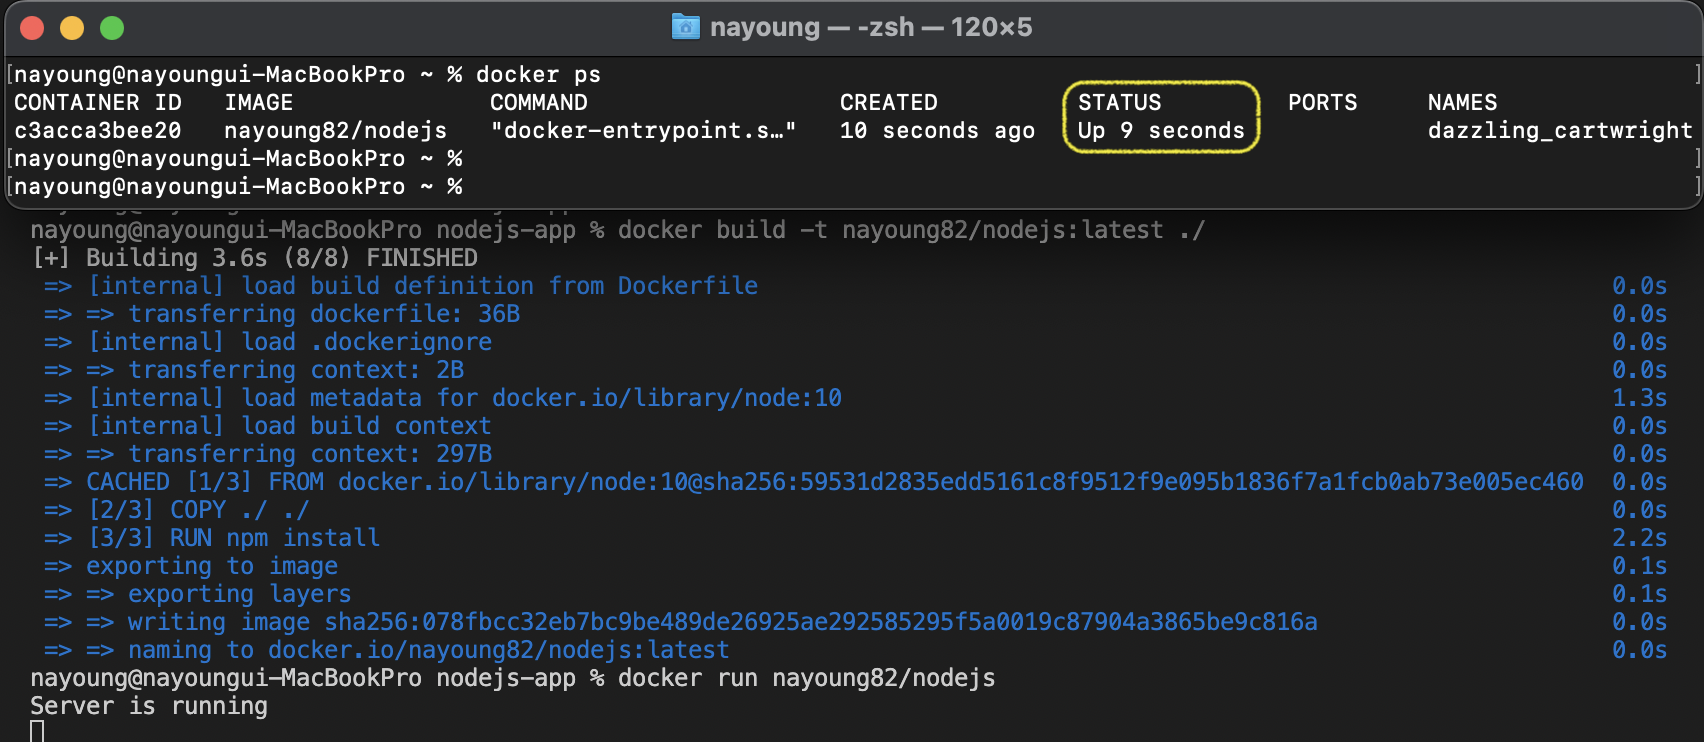 nayoung — -zsh — 120×5
[nayoung@nayoungui-MacBookPro ~ % docker ps ]
CONTAINER ID IMAGE COMMAND CREATED STATUS PORTS NAMES
c3acca3bee20 nayoung82/nodejs "docker-entrypoint.s…" 10 seconds ago Up 9 seconds dazzling_cartwright
[nayoung@nayoungui-MacBookPro ~ % ]
[nayoung@nayoungui-MacBookPro ~ % ]
nayoung@nayoungui-MacBookPro nodejs-app % docker build -t nayoung82/nodejs:latest ./
[+] Building 3.6s (8/8) FINISHED
=> [internal] load build definition from Dockerfile 0.0s
=> => transferring dockerfile: 36B 0.0s
=> [internal] load .dockerignore 0.0s
=> => transferring context: 2B 0.0s
=> [internal] load metadata for docker.io/library/node:10 1.3s
=> [internal] load build context 0.0s
=> => transferring context: 297B 0.0s
=> CACHED [1/3] FROM docker.io/library/node:10@sha256:59531d2835edd5161c8f9512f9e095b1836f7a1fcb0ab73e005ec460 0.0s
=> [2/3] COPY ./ ./ 0.0s
=> [3/3] RUN npm install 2.2s
=> exporting to image 0.1s
=> => exporting layers 0.1s
=> => writing image sha256:078fbcc32eb7bc9be489de26925ae292585295f5a0019c87904a3865be9c816a 0.0s
=> => naming to docker.io/nayoung82/nodejs:latest 0.0s
nayoung@nayoungui-MacBookPro nodejs-app % docker run nayoung82/nodejs
Server is running